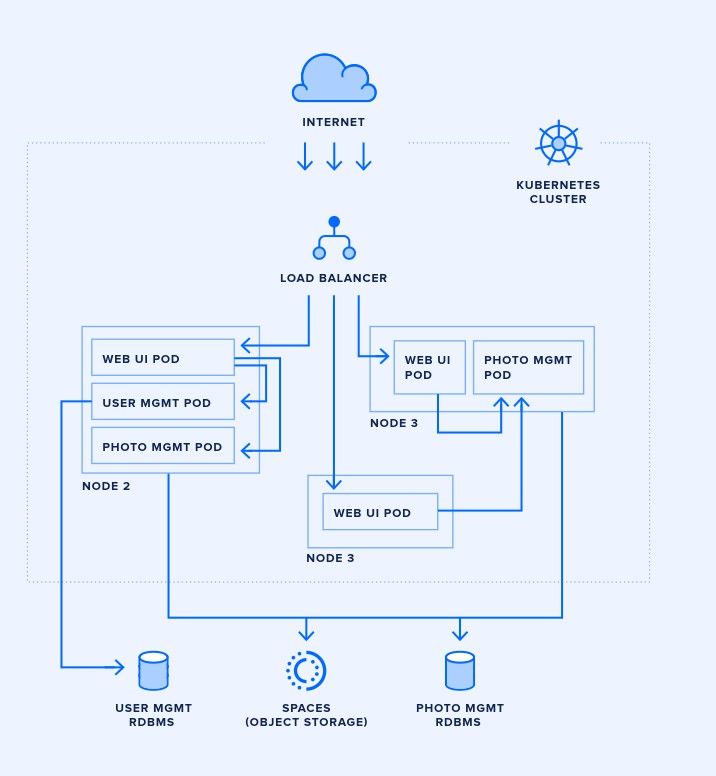 INTERNET
KUBERNETES
CLUSTER
LOAD BALANCER
WEB UI POD
USER MGMT POD
PHOTO MGMT POD
NODE 2
WEB UI
POD
PHOTO MGMT
POD
NODE 3
WEB UI POD
NODE 3
USER MGMT
RDBMS
SPACES
(OBJECT STORAGE)
PHOTO MGMT
RDBMS